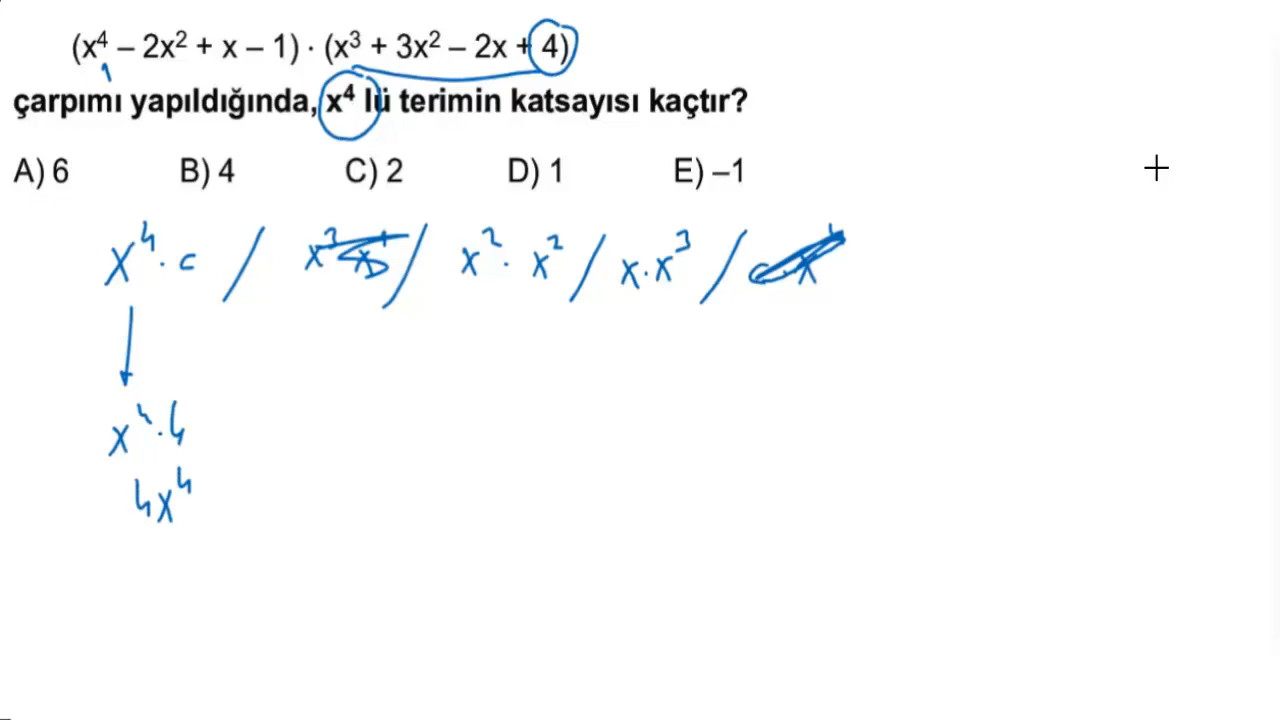 (x⁴ – 2x² + x – 1) · (x³ + 3x² – 2x + 4)
çarpımı yapıldığında, x⁴ lü terimin katsayısı kaçtır?
A) 6 B) 4 C) 2 D) 1 E) –1
x⁴ · c / / x² · x² / x · x³ /
x⁴ · 4
4x⁴